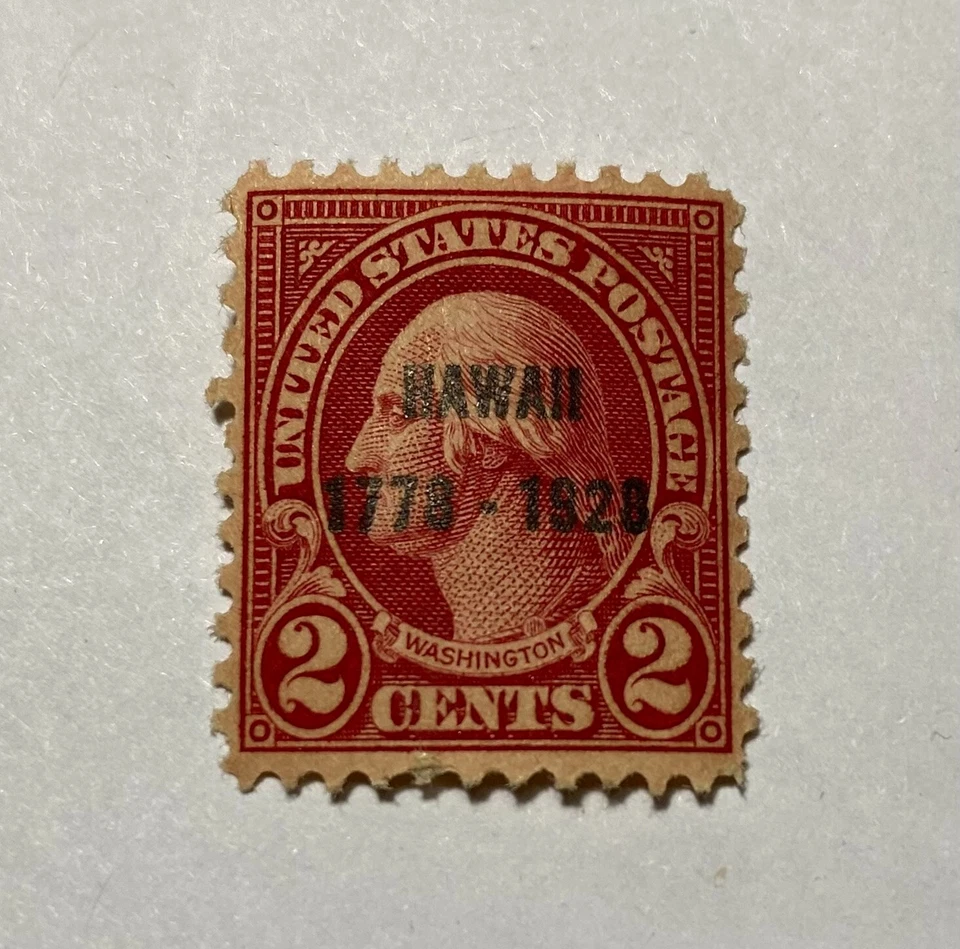 UNITED STATES POSTAGE
HAWAII
1778 - 1928
WASHINGTON
2 CENTS 2